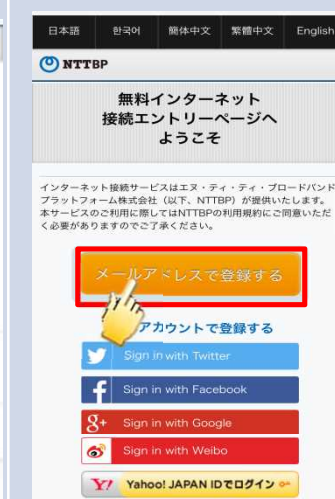 日本語 한국어 簡体中文 繁體中文 English
NTTBP
無料インターネット
接続エントリーページへ
ようこそ
インターネット接続サービスはエヌ・ティ・ティ・ブロードバンド
プラットフォーム株式会社（以下、NTTBP）が提供いたします。
本サービスのご利用に際してはNTTBPの利用規約にご同意いただ
く必要がありますのでご了承ください。
メールアドレスで登録する
アカウントで登録する
Sign in with Twitter
Sign in with Facebook
g+ Sign in with Google
Sign in with Weibo
Y! Yahoo! JAPAN IDでログイン